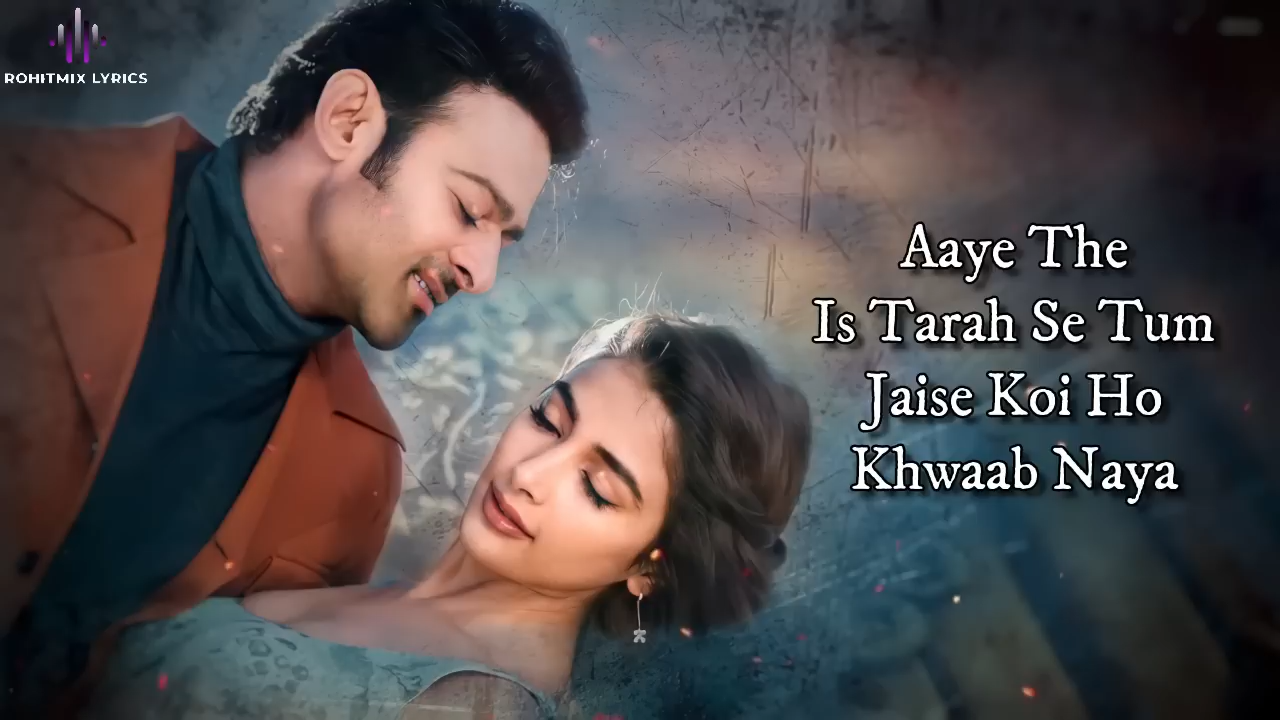 ROHITMIX LYRICS
Aaye The
Is Tarah Se Tum
Jaise Koi Ho
Khwaab Naya